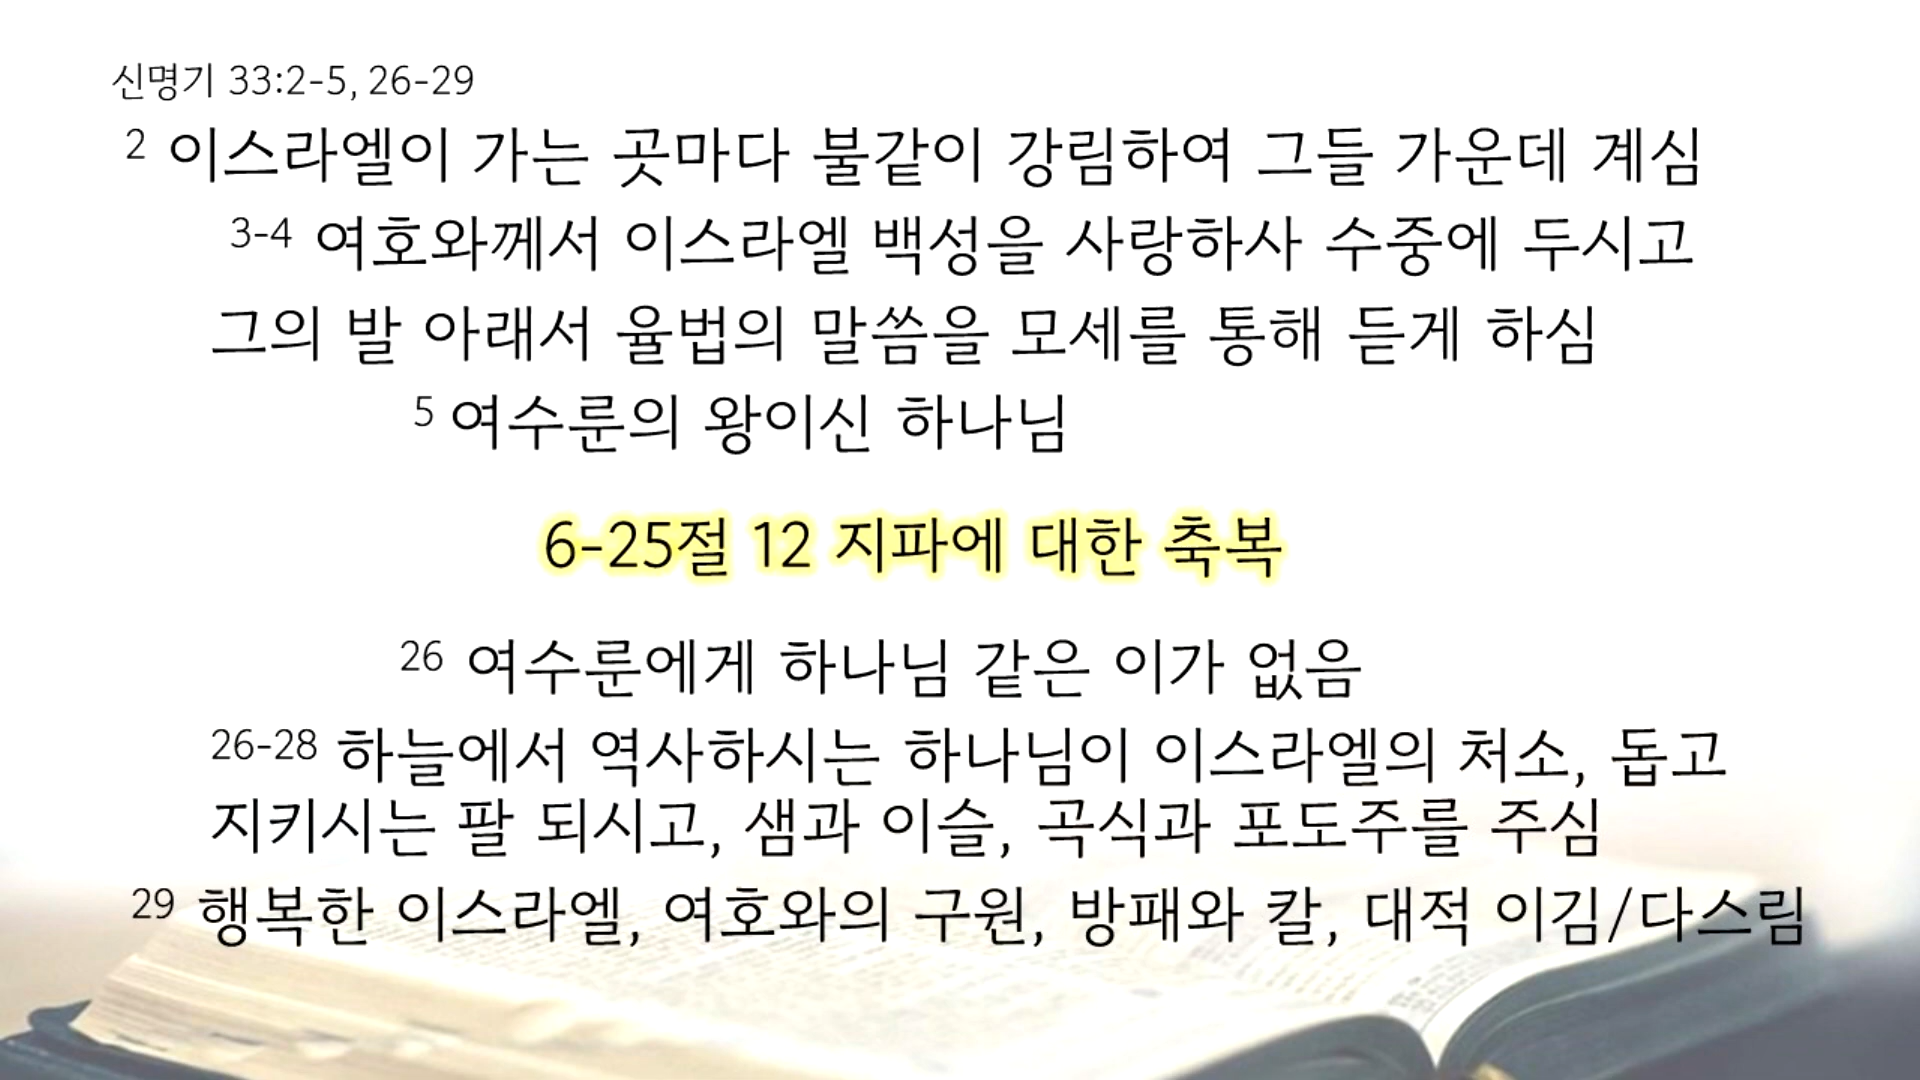 신명기 33:2-5, 26-29
2 이스라엘이 가는 곳마다 불같이 강림하여 그들 가운데 계심
3-4 여호와께서 이스라엘 백성을 사랑하사 수중에 두시고
그의 발 아래서 율법의 말씀을 모세를 통해 듣게 하심
5 여수룬의 왕이신 하나님
6-25절 12 지파에 대한 축복
26 여수룬에게 하나님 같은 이가 없음
26-28 하늘에서 역사하시는 하나님이 이스라엘의 처소, 돕고
지키시는 팔 되시고, 샘과 이슬, 곡식과 포도주를 주심
29 행복한 이스라엘, 여호와의 구원, 방패와 칼, 대적 이김/다스림